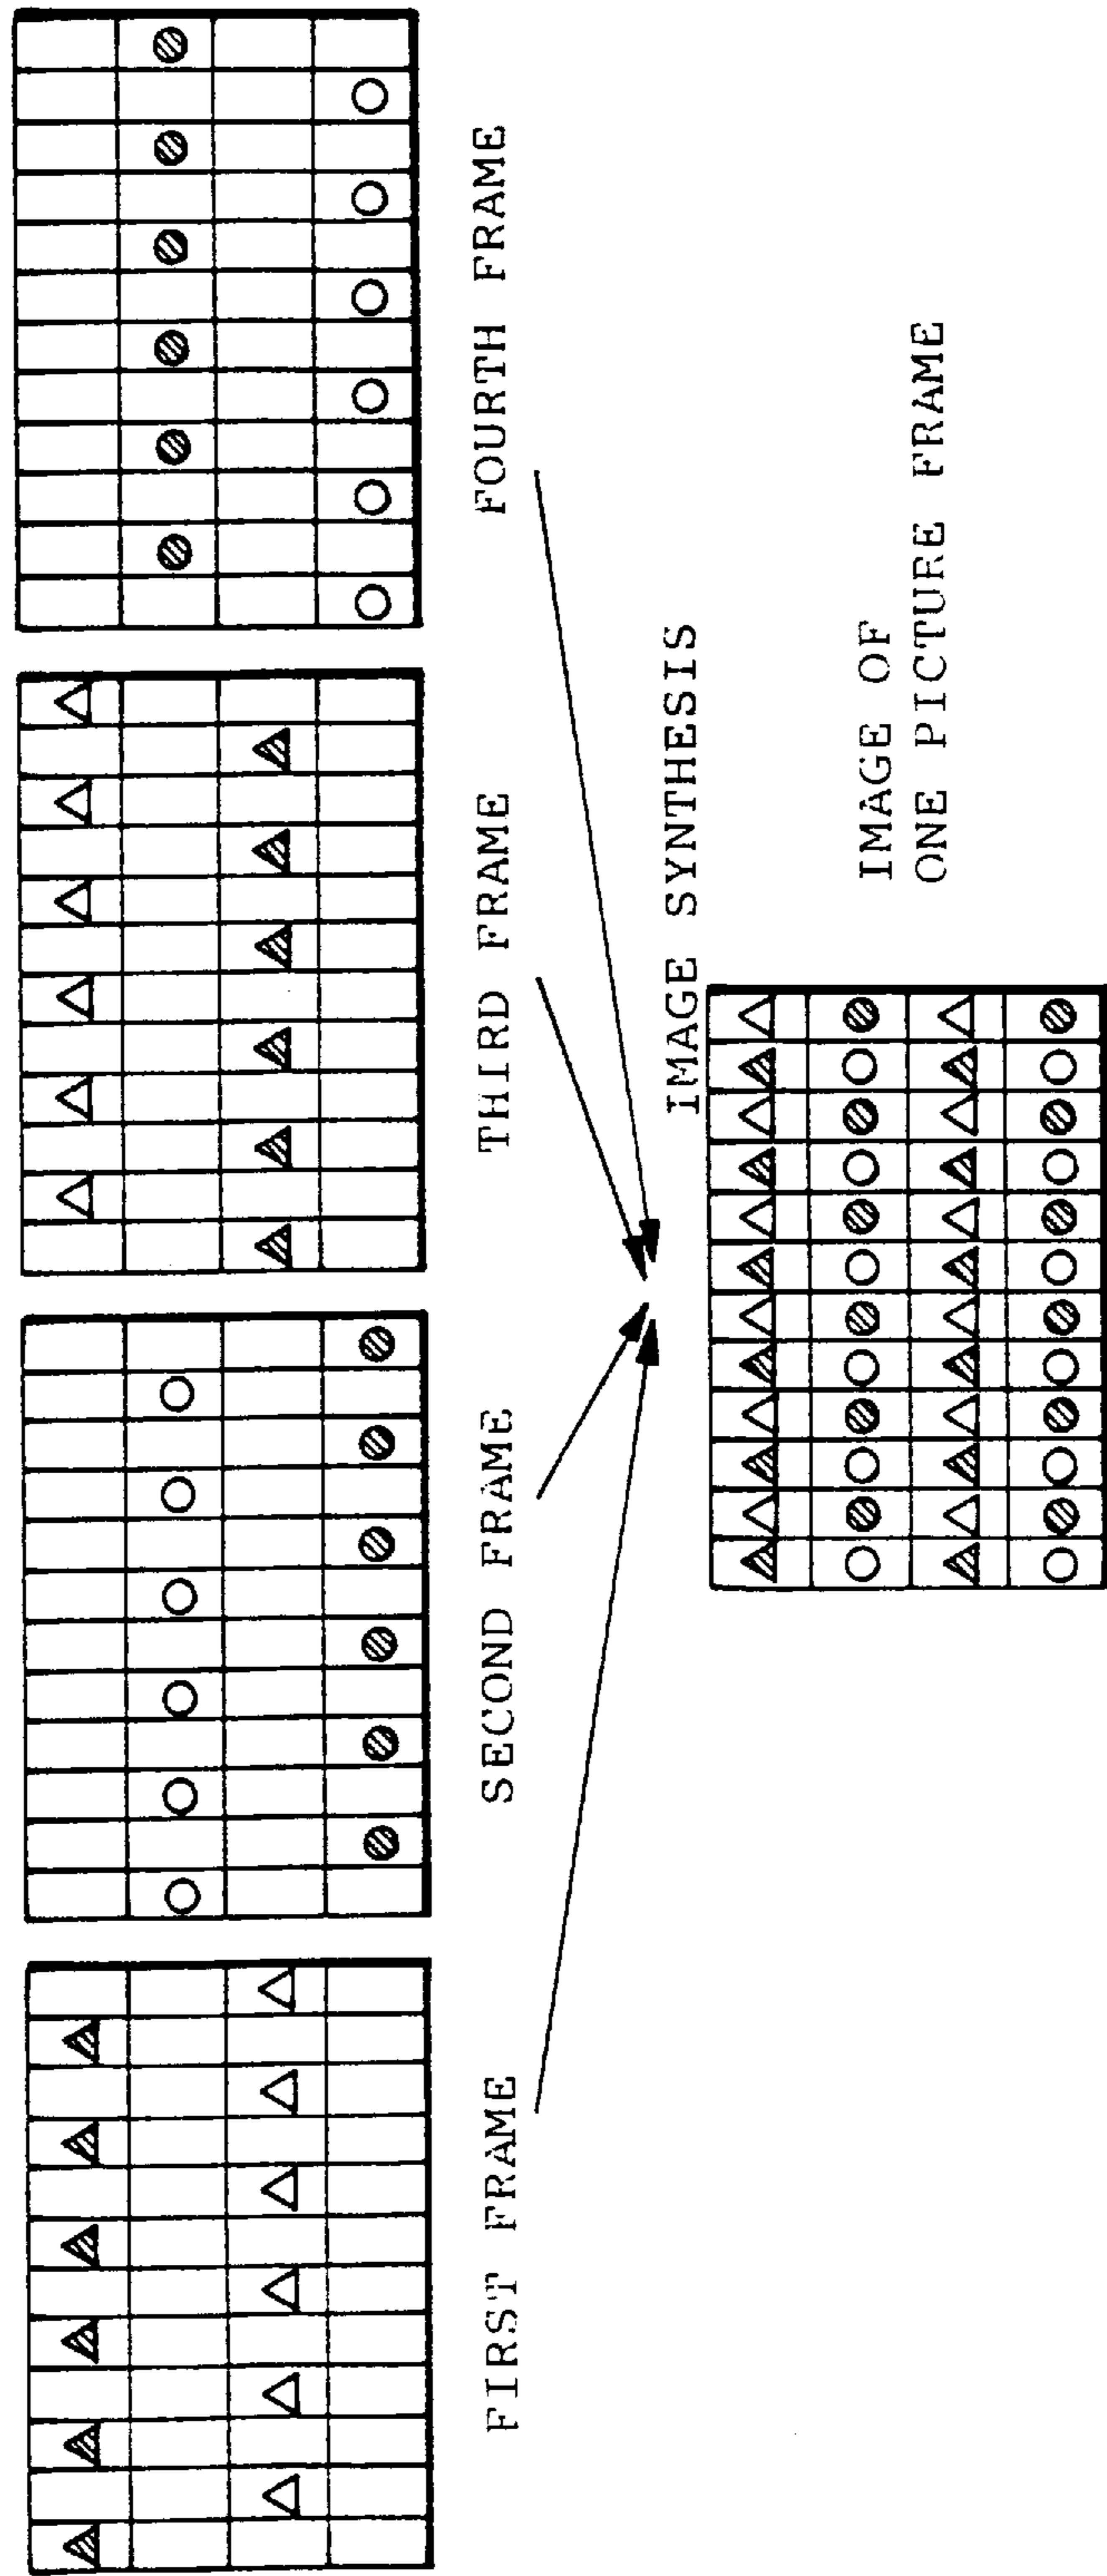 FIRST FRAME
SECOND FRAME
THIRD FRAME
FOURTH FRAME
IMAGE SYNTHESIS
IMAGE OF
ONE PICTURE FRAME